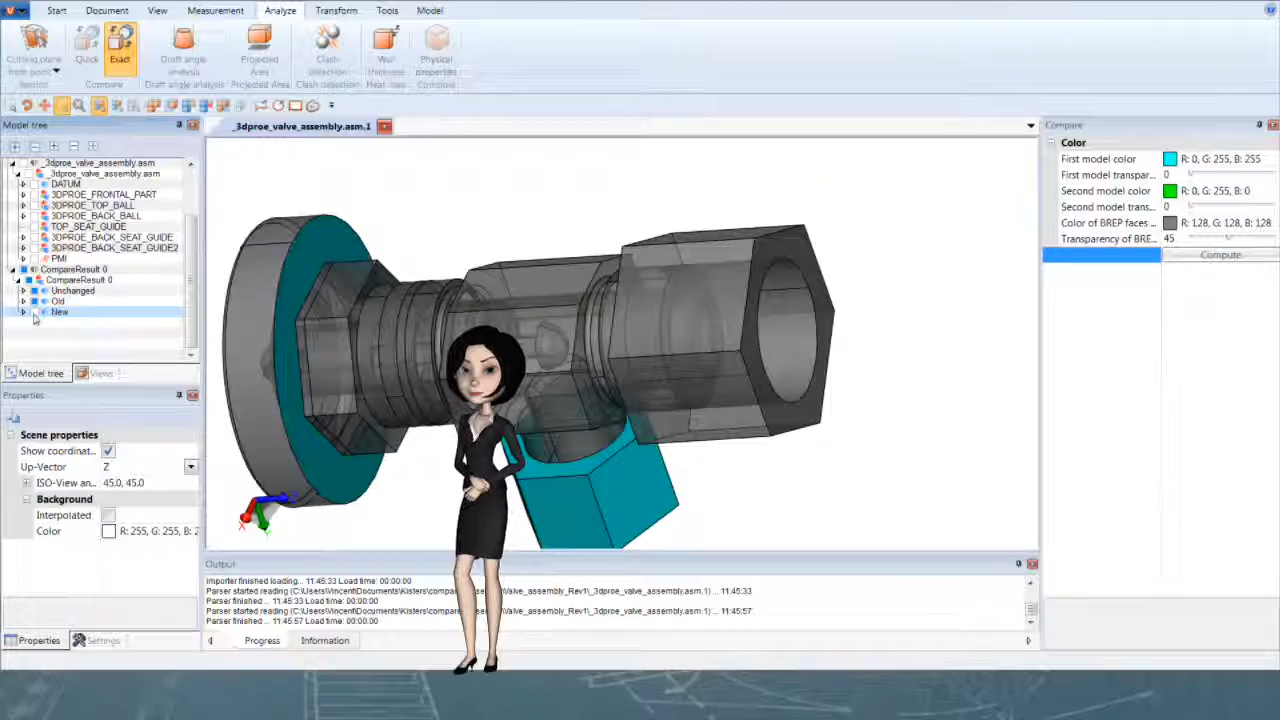 Start Document View Measurement Analyze Transform Tools Model
Cutting plane Quick Exact Draft angle Projected Clash Wall Physical
from point analysis Area Detection thickness properties
Section Compare Draft angle analysis Projected Area Clash detection Compute
Model tree
_3dproe_valve_assembly.asm.1
Compare
_3dproe_valve_assembly.asm
_3dproe_valve_assembly.asm
DATUM
3DPROE_FRONTAL_PART
3DPROE_TOP_BALL
3DPROE_BACK_BALL
TOP_SEAT_GUIDE
3DPROE_BACK_SEAT_GUIDE
3DPROE_BACK_SEAT_GUIDE2
PMI
CompareResult 0
CompareResult 0
Unchanged
Old
New
Model tree Views
Properties
Scene properties
Show coordinat...
Up-Vector Z
ISO-View an... 45.0, 45.0
Background
Interpolated
Color R: 255, G: 255, B: 2
Properties Settings
Color
First model color R: 0, G: 255, B: 255
First model transpar... 0
Second model color R: 0, G: 255, B: 0
Second model trans... 0
Color of BREP faces ... R: 128, G: 128, B: 128
Transparency of BRE... 45
Compute
X
Output
Importer finished loading... 11:45:33 Load time: 00:00:00
Parser started reading (C:\Users\Vincent\Documents\Kisters\compa Valve_assembly_Rev1\_3dproe_valve_assembly.asm.1) ... 11:45:33
Parser finished ... 11:45:33 Load time: 00:00:00
Parser started reading (C:\Users\Vincent\Documents\Kisters\compa Valve_assembly_Rev1\_3dproe_valve_assembly.asm.1) ... 11:45:57
Parser finished ... 11:45:57 Load time: 00:00:00
Progress Information